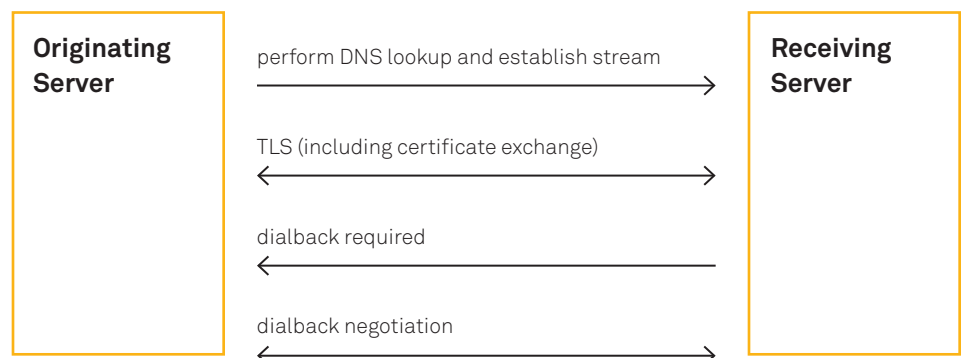 Originating
Server
perform DNS lookup and establish stream
Receiving
Server
TLS (including certificate exchange)
dialback required
dialback negotiation